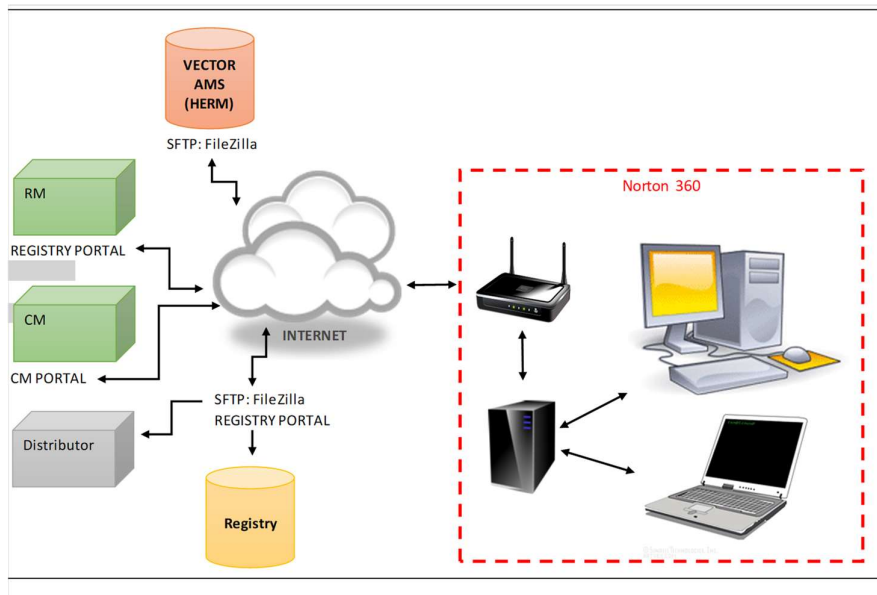 VECTOR
AMS
(HERM)
SFTP: FileZilla
RM
REGISTRY PORTAL
CM
CM PORTAL
INTERNET
SFTP: FileZilla
REGISTRY PORTAL
Distributor
Registry
Norton 360